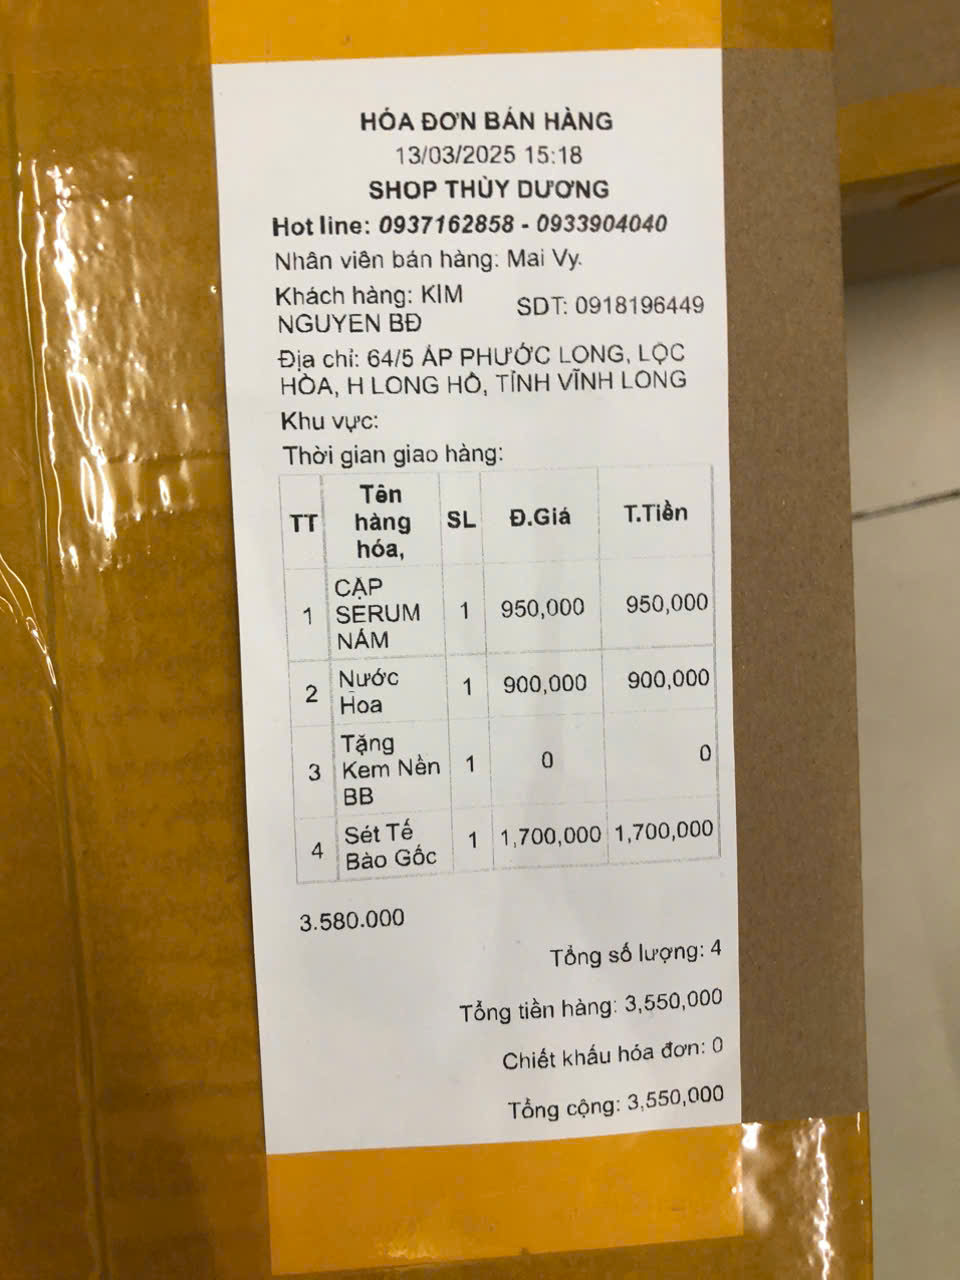 HÓA ĐƠN BÁN HÀNG
13/03/2025 15:18
SHOP THÙY DƯƠNG
Hot line: 0937162858 - 0933904040
Nhân viên bán hàng: Mai Vy.
Khách hàng: KIM NGUYEN BĐ SDT: 0918196449
Địa chỉ: 64/5 ẤP PHƯỚC LONG, LỘC
HÒA, H LONG HỒ, TỈNH VĨNH LONG
Khu vực:
Thời gian giao hàng:
TT Tên hàng hóa, SL Đ.Giá T.Tiền
1 CẶP SERUM NÁM 1 950,000 950,000
2 Nước Hoa 1 900,000 900,000
3 Tặng Kem Nền BB 1 0 0
4 Sét Tế Bào Gốc 1 1,700,000 1,700,000
3.580.000
Tổng số lượng: 4
Tổng tiền hàng: 3,550,000
Chiết khấu hóa đơn: 0
Tổng cộng: 3,550,000